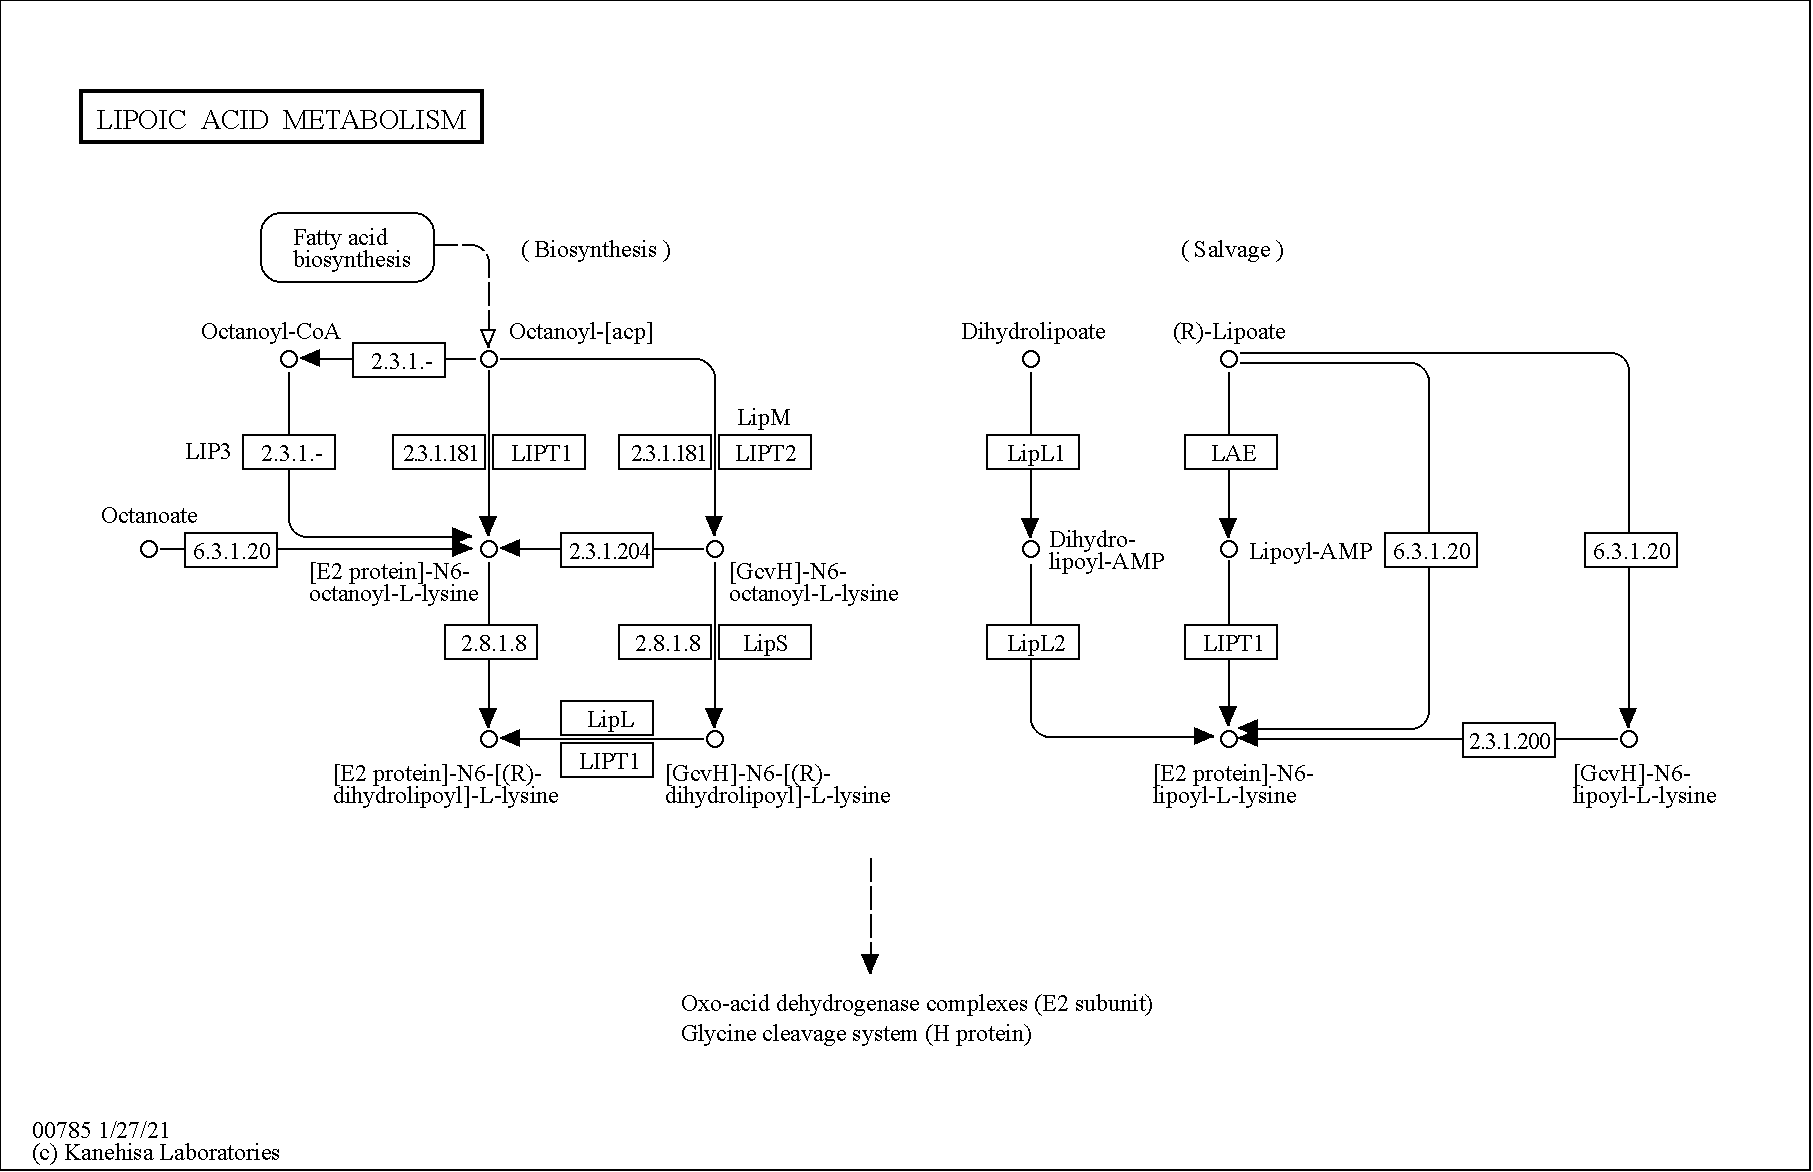 LIPOIC ACID METABOLISM
Fatty acid
biosynthesis
( Biosynthesis )
( Salvage )
Octanoyl-CoA
Octanoyl-[acp]
Dihydrolipoate
(R)-Lipoate
2.3.1.-
LipM
LIP3
2.3.1.-
2.3.1.181
LIPT1
2.3.1.181
LIPT2
LipL1
LAE
Octanoate
6.3.1.20
2.3.1.204
Dihydro-
lipoyl-AMP
Lipoyl-AMP
6.3.1.20
6.3.1.20
[E2 protein]-N6-
octanoyl-L-lysine
[GcvH]-N6-
octanoyl-L-lysine
2.8.1.8
2.8.1.8
LipS
LipL2
LIPT1
LipL
LIPT1
2.3.1.200
[E2 protein]-N6-[(R)-
dihydrolipoyl]-L-lysine
[GcvH]-N6-[(R)-
dihydrolipoyl]-L-lysine
[E2 protein]-N6-
lipoyl-L-lysine
[GcvH]-N6-
lipoyl-L-lysine
Oxo-acid dehydrogenase complexes (E2 subunit)
Glycine cleavage system (H protein)
00785 1/27/21
(c) Kanehisa Laboratories